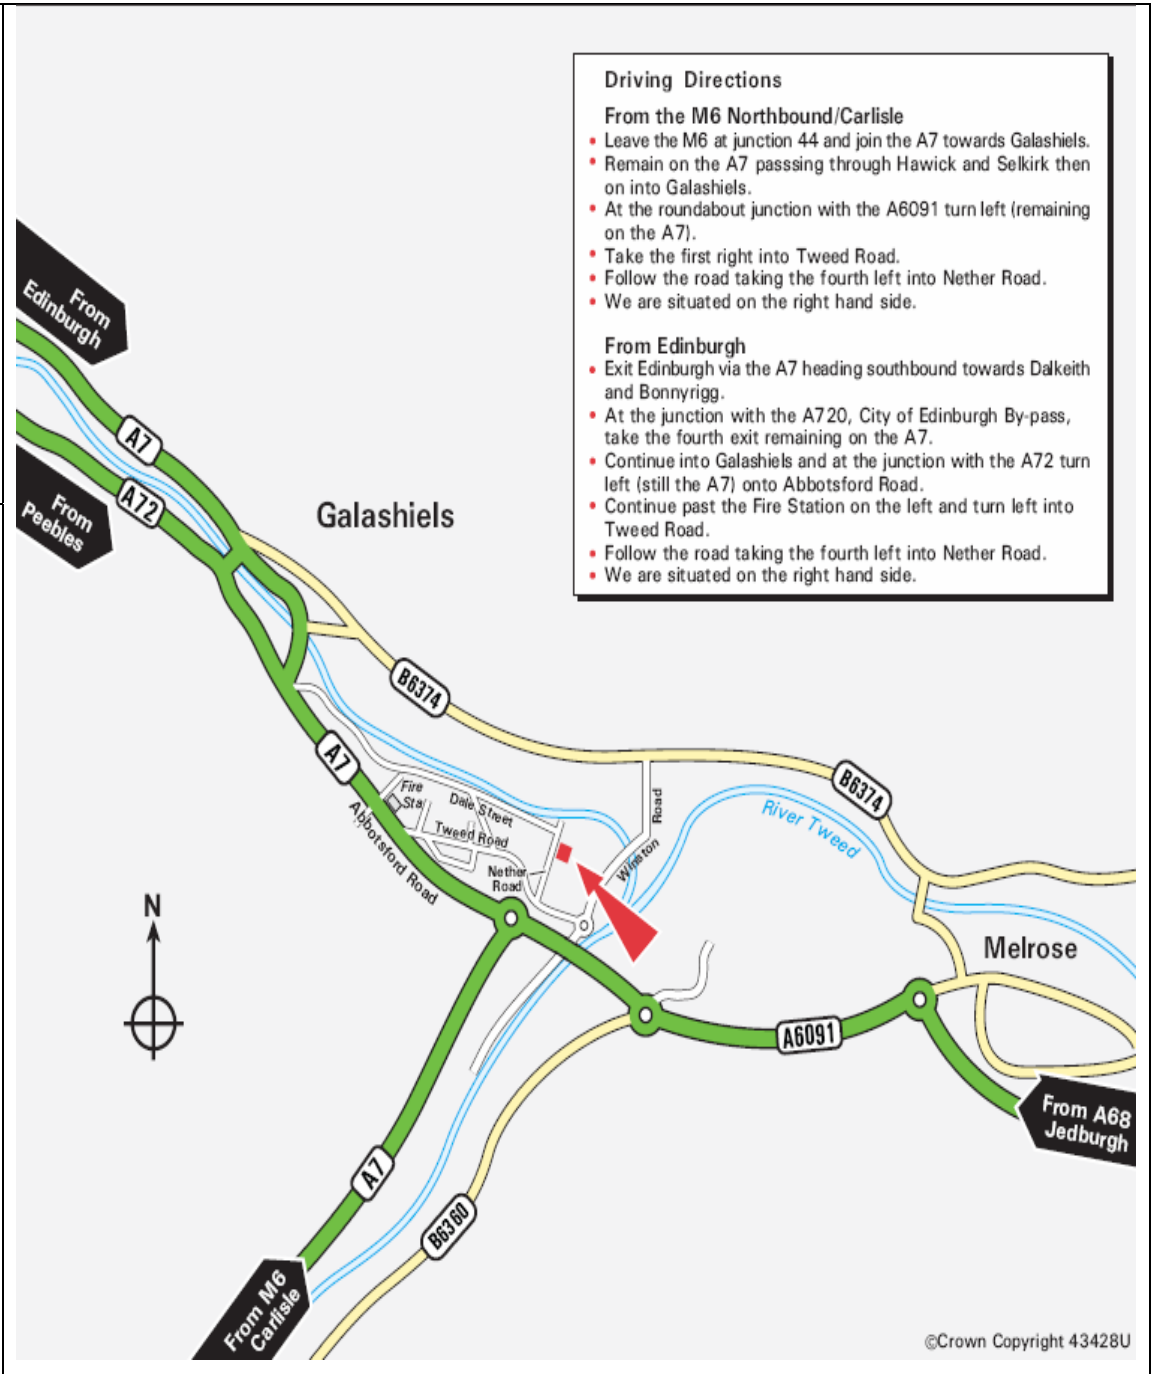 Driving Directions
From the M6 Northbound/Carlisle
• Leave the M6 at junction 44 and join the A7 towards Galashiels.
• Remain on the A7 passsing through Hawick and Selkirk then
on into Galashiels.
• At the roundabout junction with the A6091 turn left (remaining
on the A7).
• Take the first right into Tweed Road.
• Follow the road taking the fourth left into Nether Road.
• We are situated on the right hand side.
From Edinburgh
• Exit Edinburgh via the A7 heading southbound towards Dalkeith
and Bonnyrigg.
• At the junction with the A720, City of Edinburgh By-pass,
take the fourth exit remaining on the A7.
• Continue into Galashiels and at the junction with the A72 turn
left (still the A7) onto Abbotsford Road.
• Continue past the Fire Station on the left and turn left into
Tweed Road.
• Follow the road taking the fourth left into Nether Road.
• We are situated on the right hand side.
From
Edinburgh
A7
A72
From
Peebles
Galashiels
B6374
A7
Fire
Sta
Dale Street
Tweed Road
Abbotsford Road
Nether
Road
Winston
Road
B6374
River Tweed
N
Melrose
A6091
From A68
Jedburgh
A7
B6360
From M6
Carlisle
©Crown Copyright 43428U